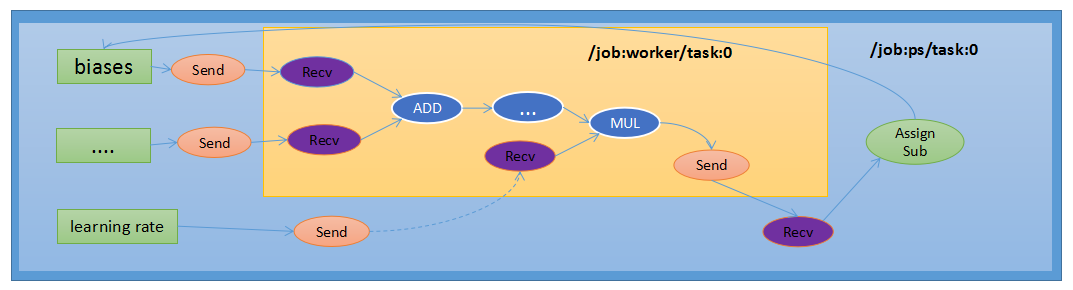 /job:worker/task:0
/job:ps/task:0
biases
Send
Recv
ADD
...
MUL
....
Send
Recv
Recv
Send
Assign
Sub
learning rate
Send
Recv